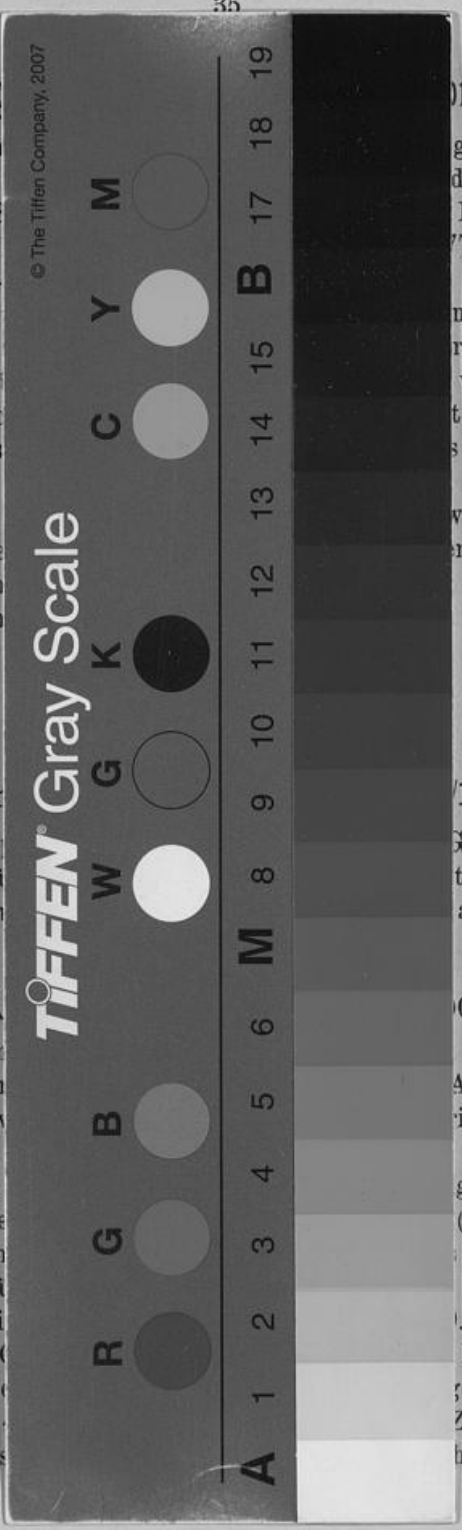 35
© The Tiffen Company, 2007
TIFFEN® Gray Scale
R G B W G K C Y M
A 1 2 3 4 5 6 M 8 9 10 11 12 13 14 15 B 17 18 19